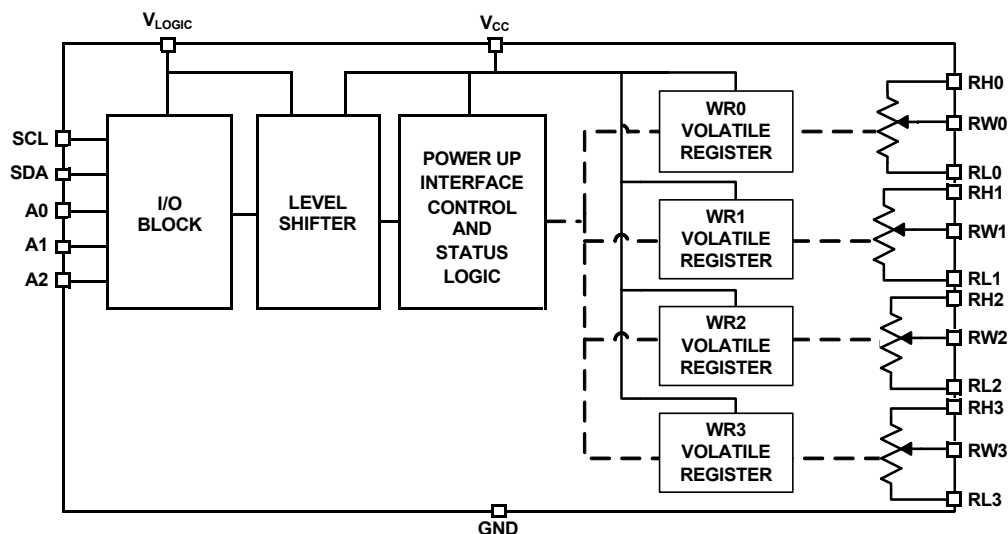 VLOGIC
VCC
SCL
SDA
A0
A1
A2
I/O
BLOCK
LEVEL
SHIFTER
POWER UP
INTERFACE
CONTROL
AND
STATUS
LOGIC
WR0
VOLATILE
REGISTER
WR1
VOLATILE
REGISTER
WR2
VOLATILE
REGISTER
WR3
VOLATILE
REGISTER
RH0
RW0
RL0
RH1
RW1
RL1
RH2
RW2
RL2
RH3
RW3
RL3
GND